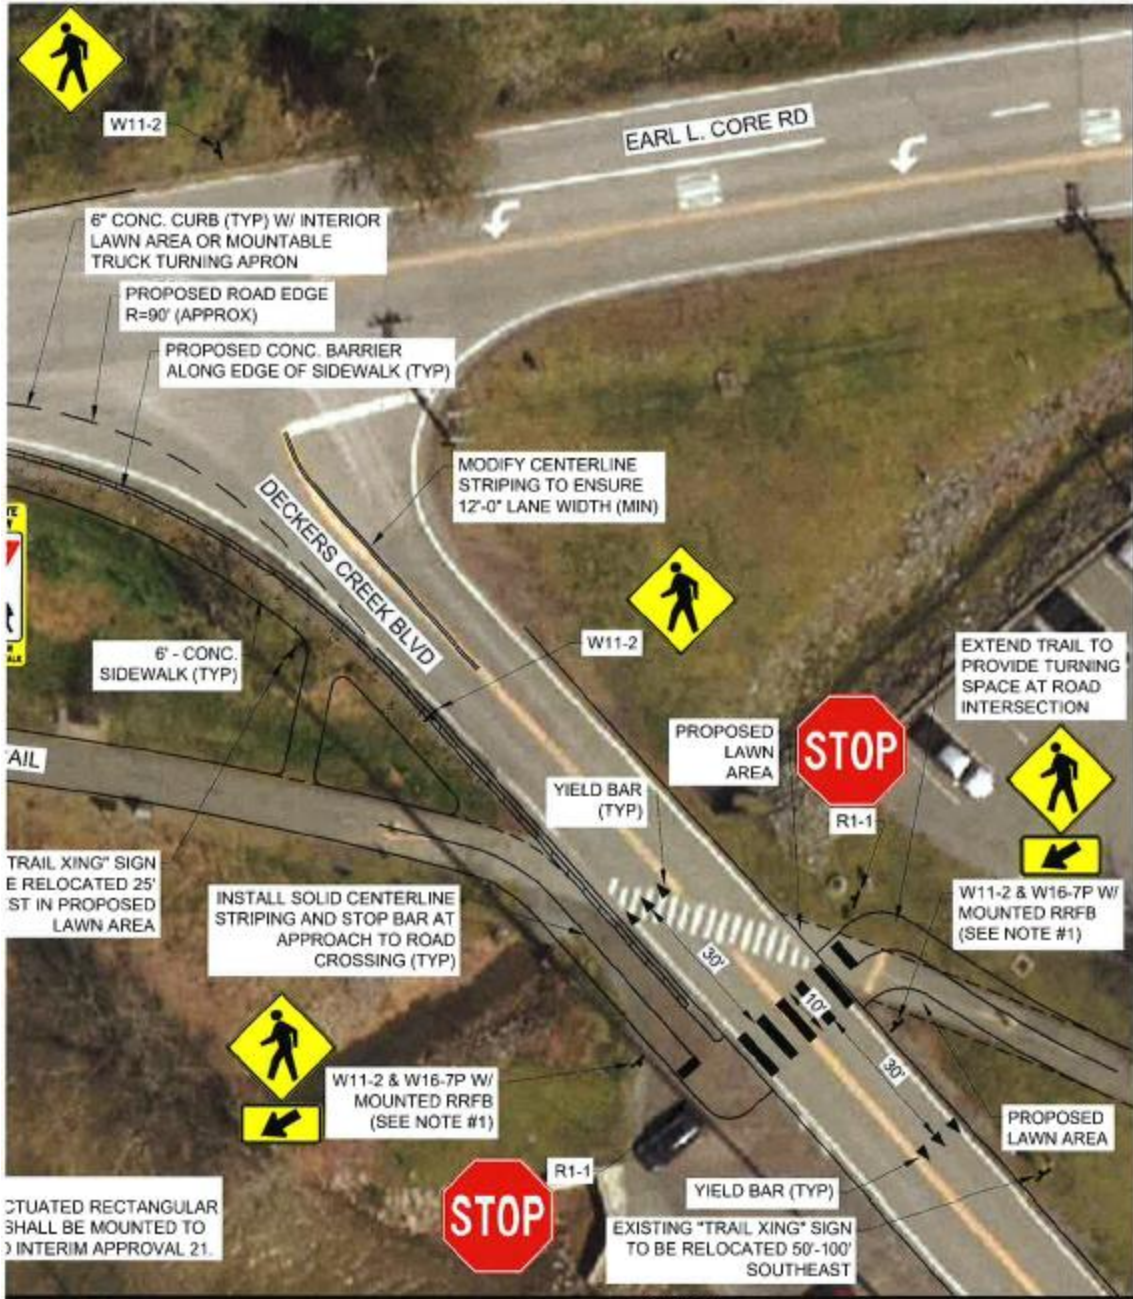 W11-2
EARL L. CORE RD
6" CONC. CURB (TYP) W/ INTERIOR
LAWN AREA OR MOUNTABLE
TRUCK TURNING APRON
PROPOSED ROAD EDGE
R=90' (APPROX)
PROPOSED CONC. BARRIER
ALONG EDGE OF SIDEWALK (TYP)
MODIFY CENTERLINE
STRIPING TO ENSURE
12'-0" LANE WIDTH (MIN)
DECKERS CREEK BLVD
W11-2
6' - CONC.
SIDEWALK (TYP)
EXTEND TRAIL TO
PROVIDE TURNING
SPACE AT ROAD
INTERSECTION
PROPOSED
LAWN
AREA
STOP
R1-1
AIL
YIELD BAR
(TYP)
TRAIL XING" SIGN
E RELOCATED 25'
ST IN PROPOSED
LAWN AREA
INSTALL SOLID CENTERLINE
STRIPING AND STOP BAR AT
APPROACH TO ROAD
CROSSING (TYP)
W11-2 & W16-7P W/
MOUNTED RRFB
(SEE NOTE #1)
30'
10'
30'
W11-2 & W16-7P W/
MOUNTED RRFB
(SEE NOTE #1)
PROPOSED
LAWN AREA
R1-1
STOP
YIELD BAR (TYP)
CTUATED RECTANGULAR
SHALL BE MOUNTED TO
INTERIM APPROVAL 21.
EXISTING "TRAIL XING" SIGN
TO BE RELOCATED 50'-100'
SOUTHEAST